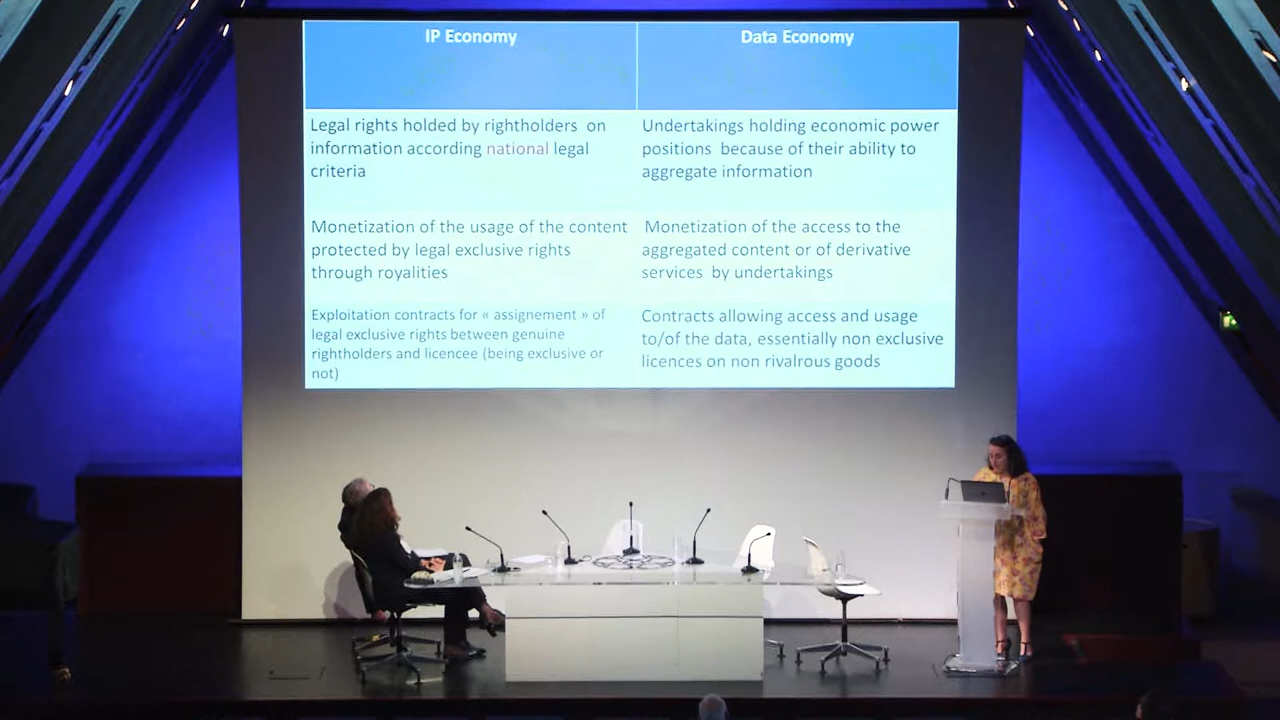 IP Economy
Data Economy
Legal rights holded by rightholders on
information according national legal
criteria
Undertakings holding economic power
positions because of their ability to
aggregate information
Monetization of the usage of the content
protected by legal exclusive rights
through royalities
Monetization of the access to the
aggregated content or of derivative
services by undertakings
Exploitation contracts for « assignement » of
legal exclusive rights between genuine
rightholders and licencee (being exclusive or
not)
Contracts allowing access and usage
to/of the data, essentially non exclusive
licences on non rivalrous goods